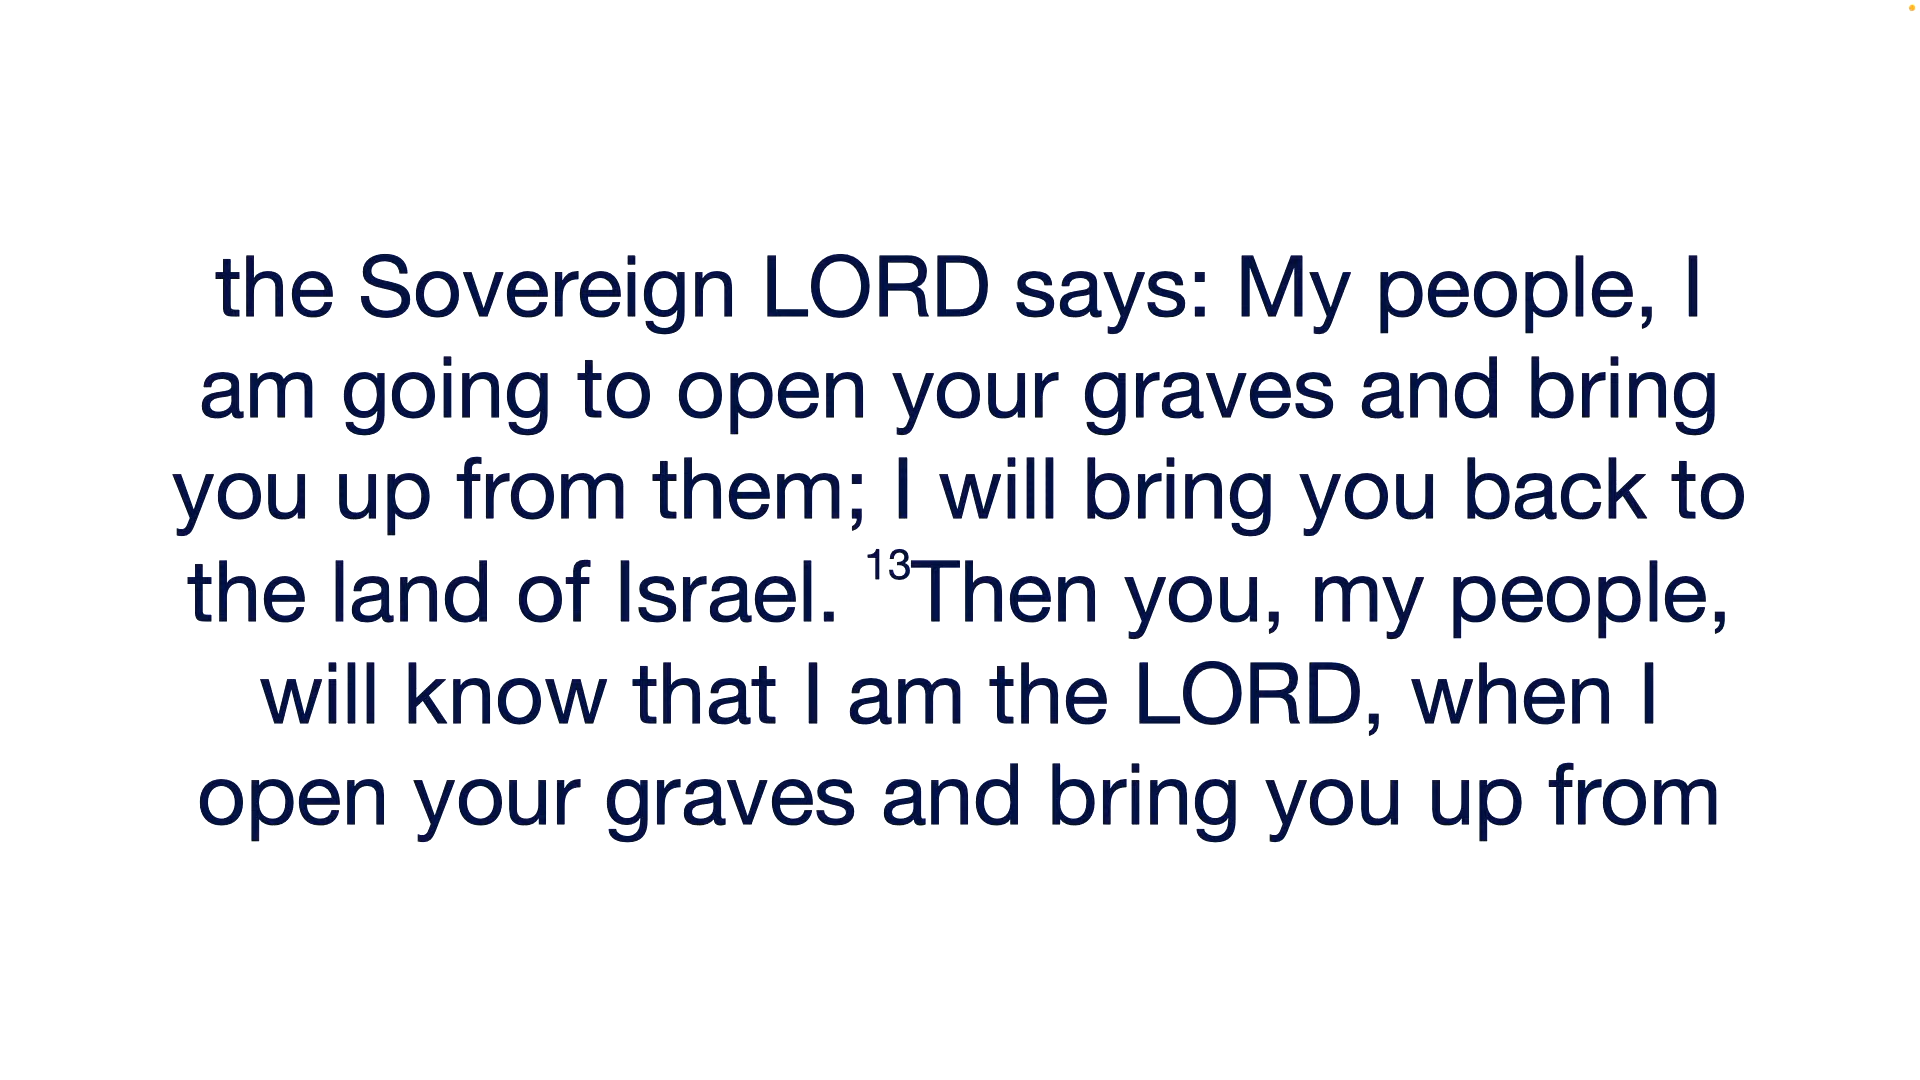 the Sovereign LORD says: My people, I
am going to open your graves and bring
you up from them; I will bring you back to
the land of Israel. ¹³Then you, my people,
will know that I am the LORD, when I
open your graves and bring you up from